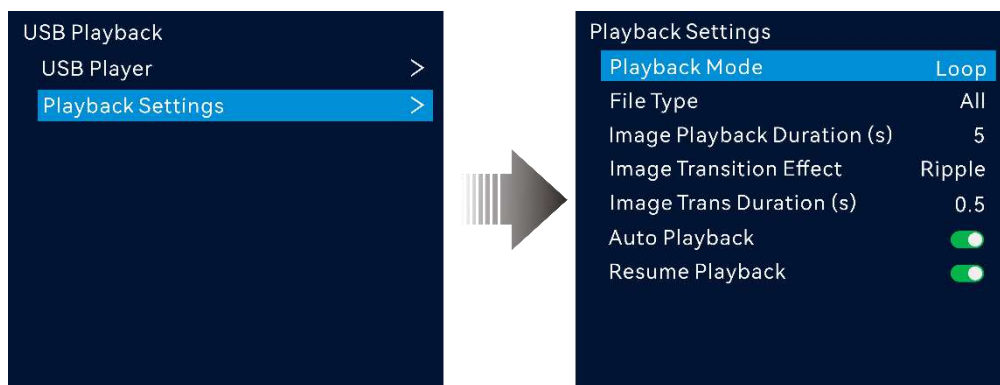 USB Playback
USB Player >
Playback Settings >
Playback Settings
Playback Mode Loop
File Type All
Image Playback Duration (s) 5
Image Transition Effect Ripple
Image Trans Duration (s) 0.5
Auto Playback
Resume Playback